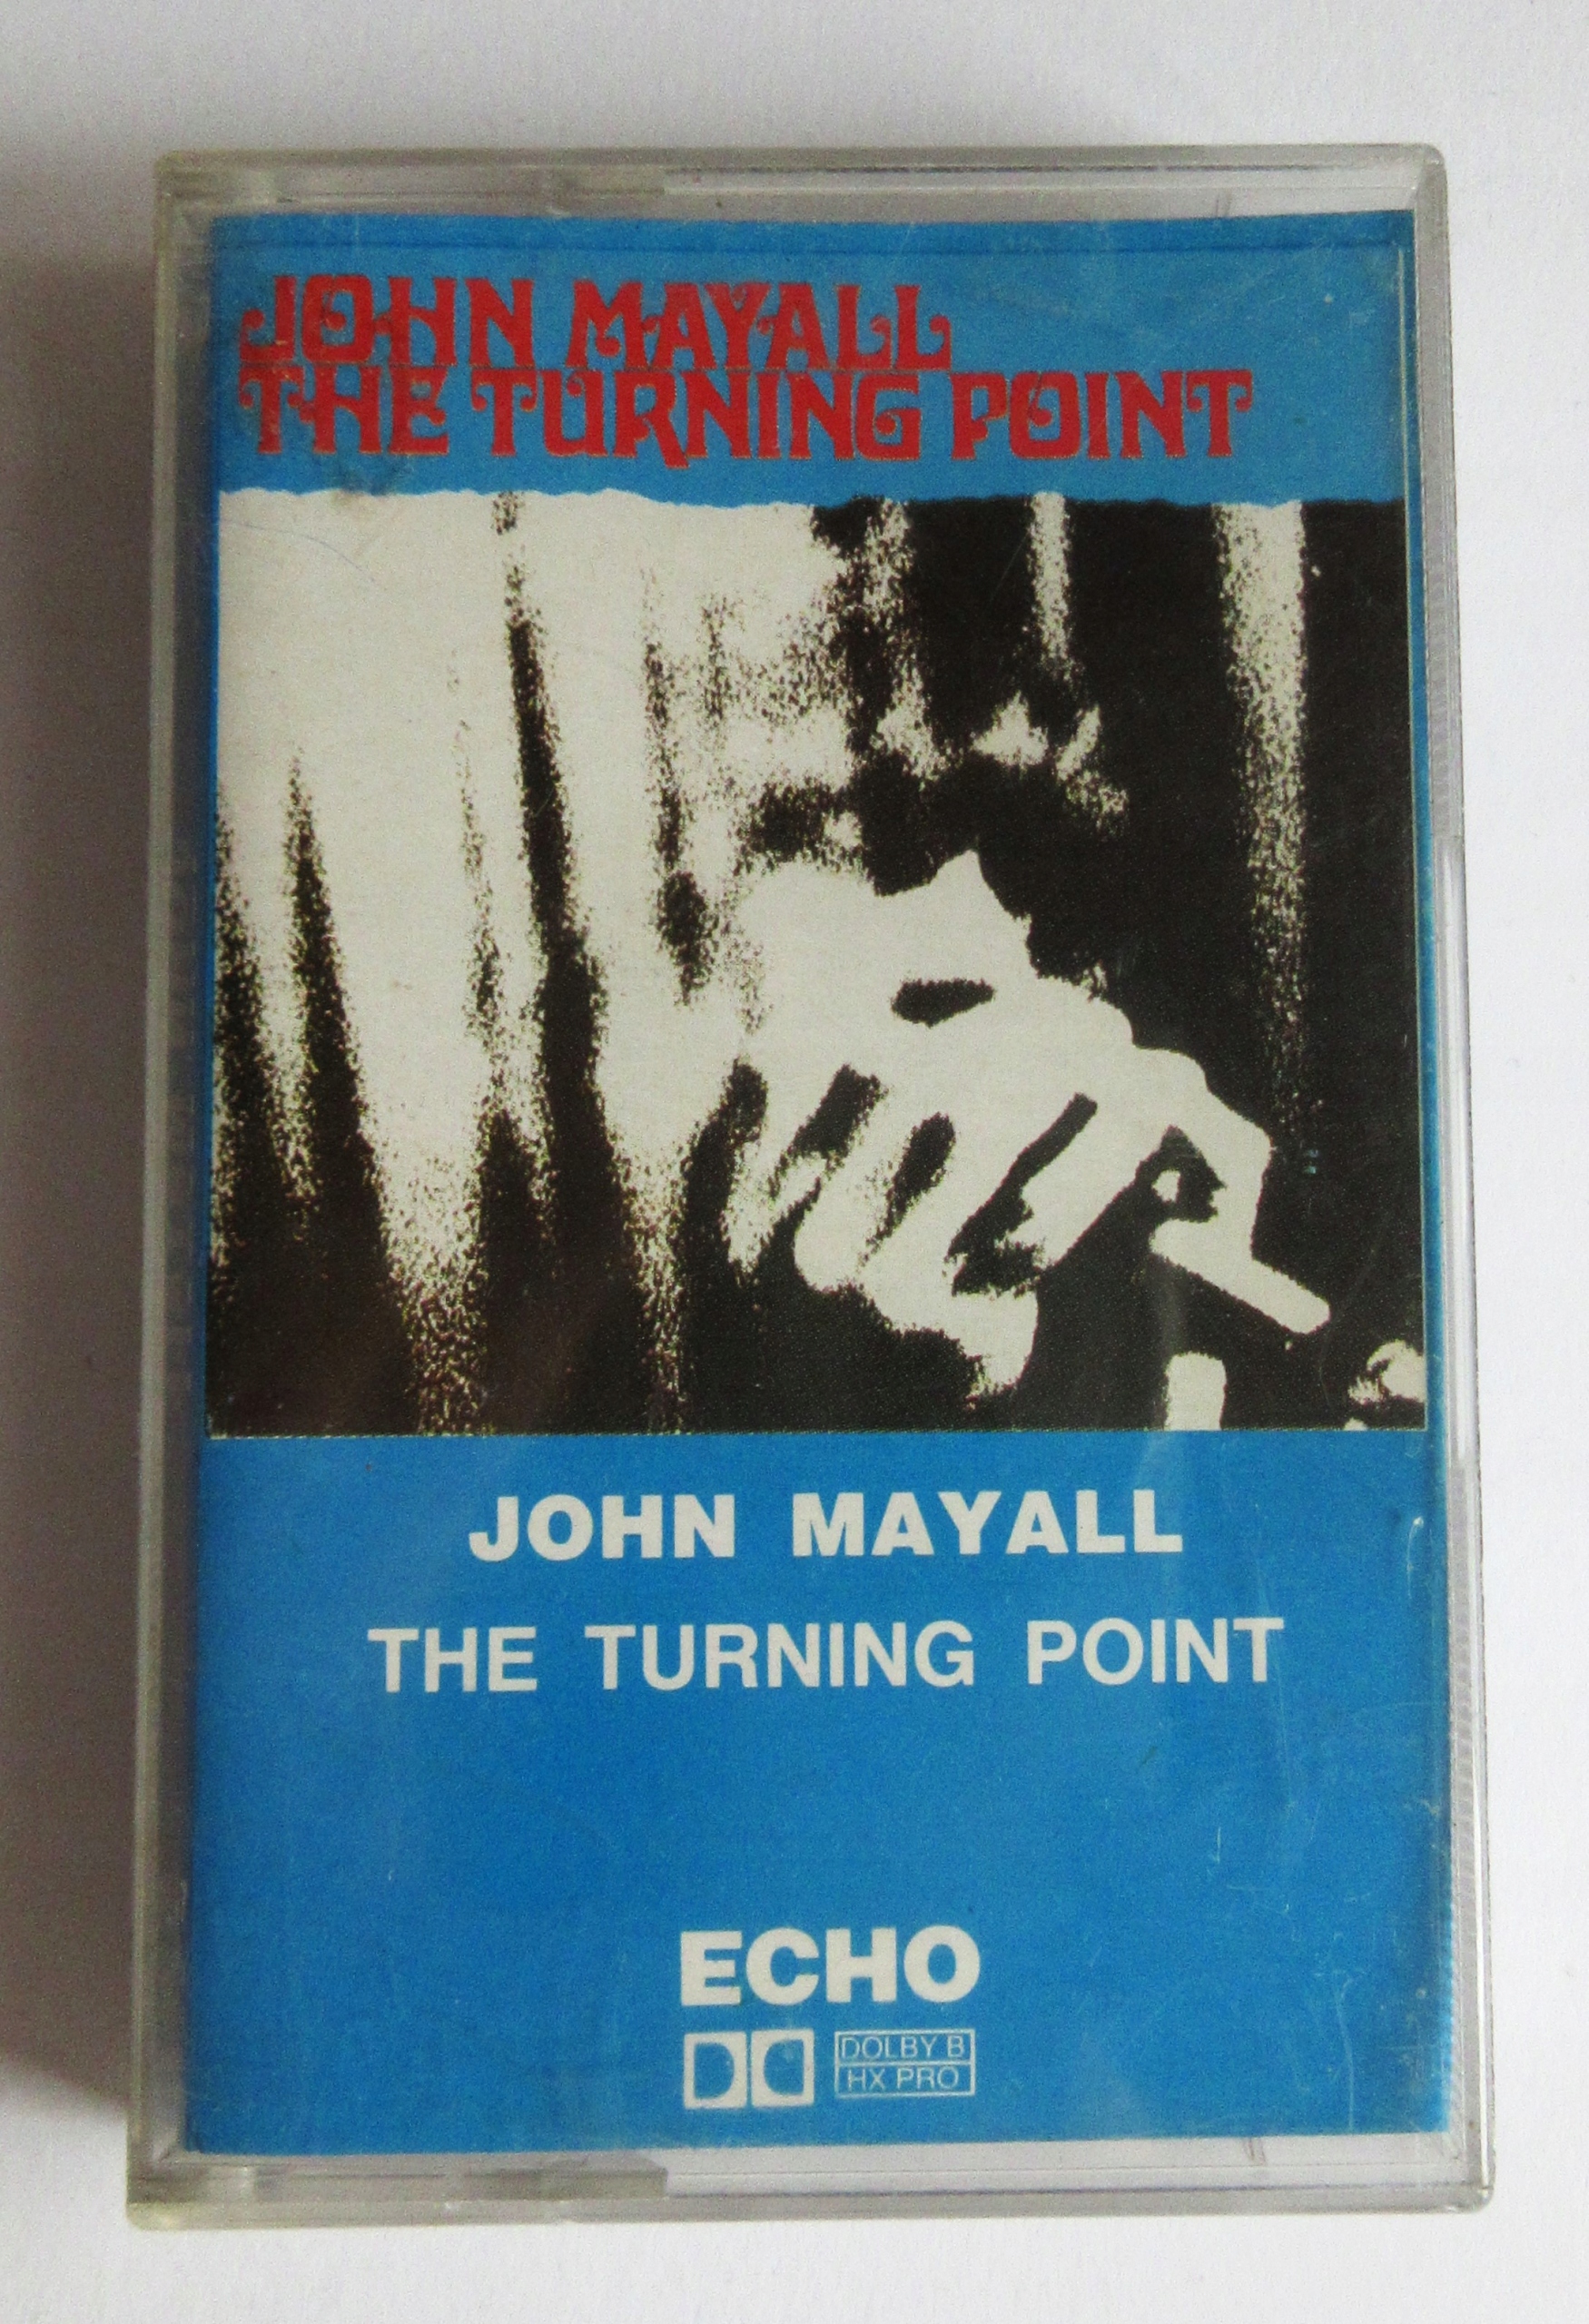 JOHN MAYALL
THE TURNING POINT
JOHN MAYALL
THE TURNING POINT
ECHO
DOLBY B
HX PRO